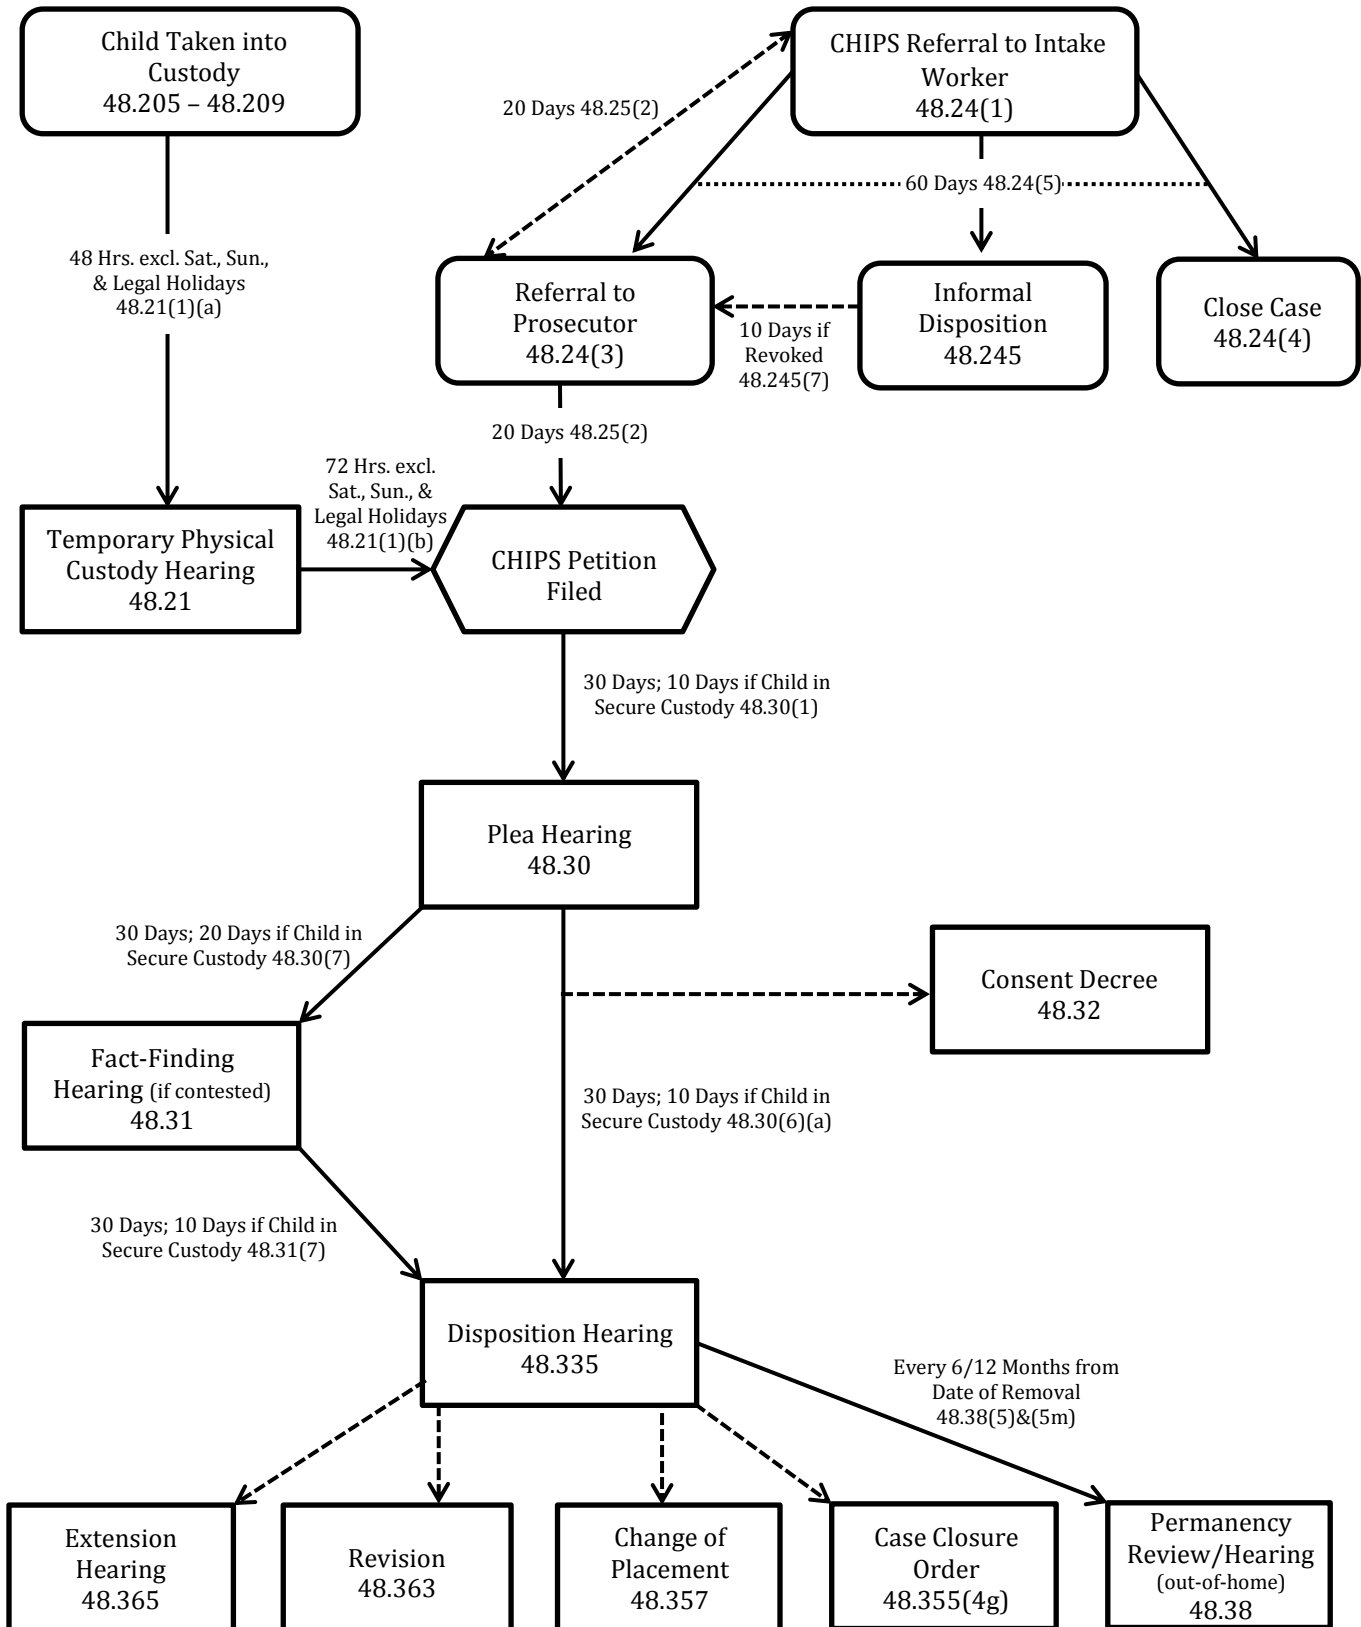 Child Taken into
Custody
48.205 – 48.209
CHIPS Referral to Intake
Worker
48.24(1)
20 Days 48.25(2)
60 Days 48.24(5)
48 Hrs. excl. Sat., Sun.,
& Legal Holidays
48.21(1)(a)
Referral to
Prosecutor
48.24(3)
10 Days if
Revoked
48.245(7)
Informal
Disposition
48.245
Close Case
48.24(4)
20 Days 48.25(2)
72 Hrs. excl.
Sat., Sun., &
Legal Holidays
48.21(1)(b)
Temporary Physical
Custody Hearing
48.21
CHIPS Petition
Filed
30 Days; 10 Days if Child in
Secure Custody 48.30(1)
Plea Hearing
48.30
30 Days; 20 Days if Child in
Secure Custody 48.30(7)
Consent Decree
48.32
Fact-Finding
Hearing (if contested)
48.31
30 Days; 10 Days if Child in
Secure Custody 48.30(6)(a)
30 Days; 10 Days if Child in
Secure Custody 48.31(7)
Disposition Hearing
48.335
Every 6/12 Months from
Date of Removal
48.38(5)&(5m)
Extension
Hearing
48.365
Revision
48.363
Change of
Placement
48.357
Case Closure
Order
48.355(4g)
Permanency
Review/Hearing
(out-of-home)
48.38